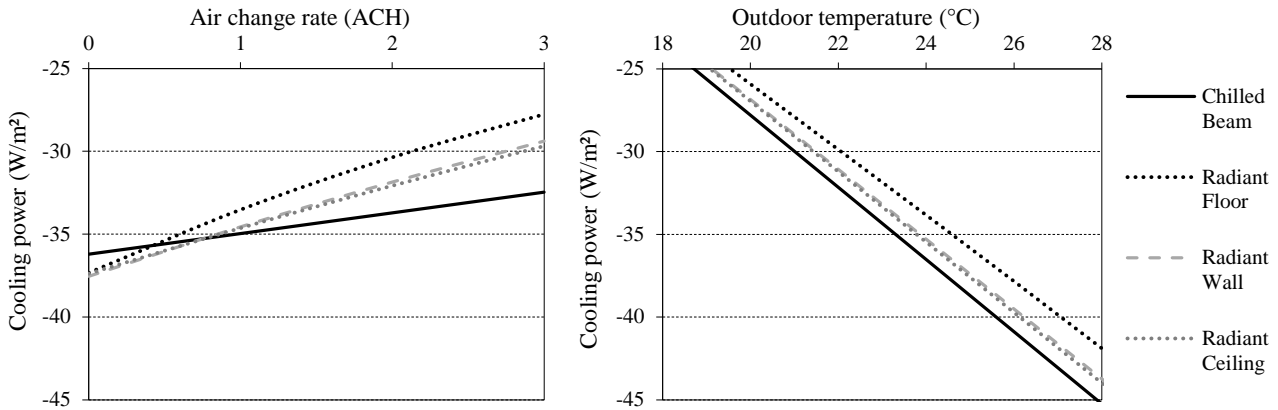 Air change rate (ACH)
0 1 2 3
-25
-30
-35
-40
-45
Cooling power (W/m²)
Outdoor temperature (°C)
18 20 22 24 26 28
-25
-30
-35
-40
-45
Cooling power (W/m²)
Chilled
Beam
Radiant
Floor
Radiant
Wall
Radiant
Ceiling